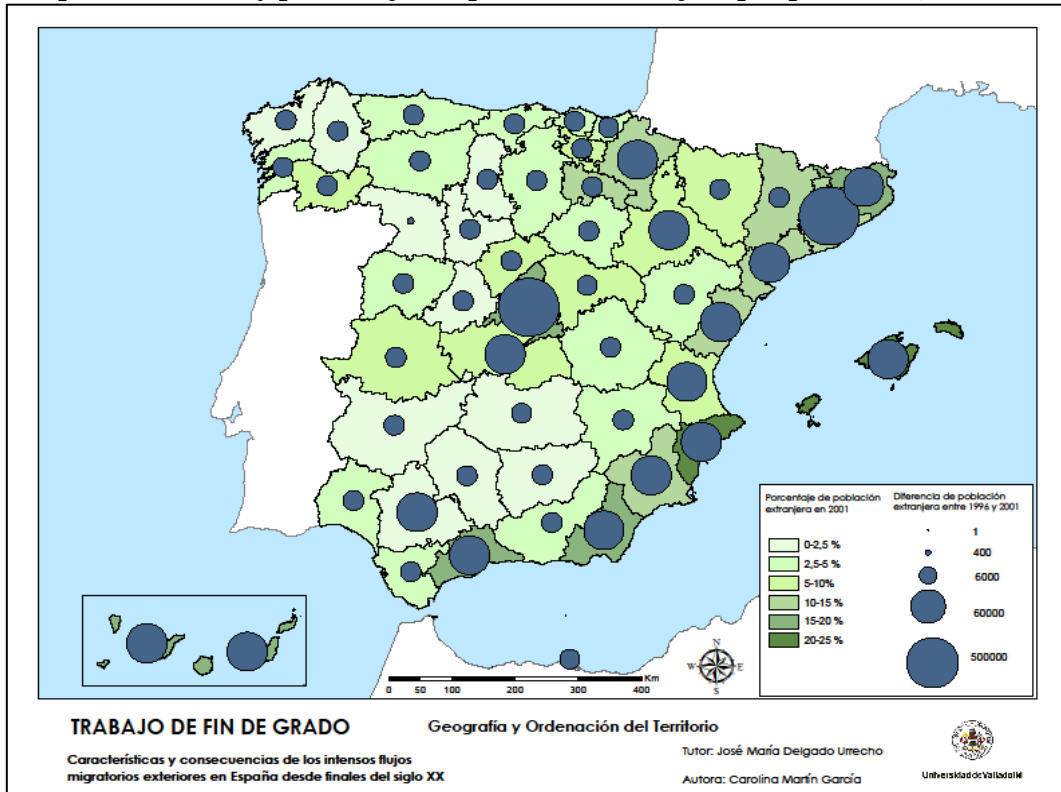 Porcentaje de población
extranjera en 2001
0-2,5 %
2,5-5 %
5-10%
10-15 %
15-20 %
20-25 %
Diferencia de población
extranjera entre 1996 y 2001
1
400
6000
60000
500000
N
W E
S
Km
0 50 100 200 300 400
TRABAJO DE FIN DE GRADO
Geografía y Ordenación del Territorio
Características y consecuencias de los intensos flujos
migratorios exteriores en España desde finales del siglo XX
Tutor: José María Delgado Urrecho
Autora: Carolina Martín García
Universidad de Valladolid